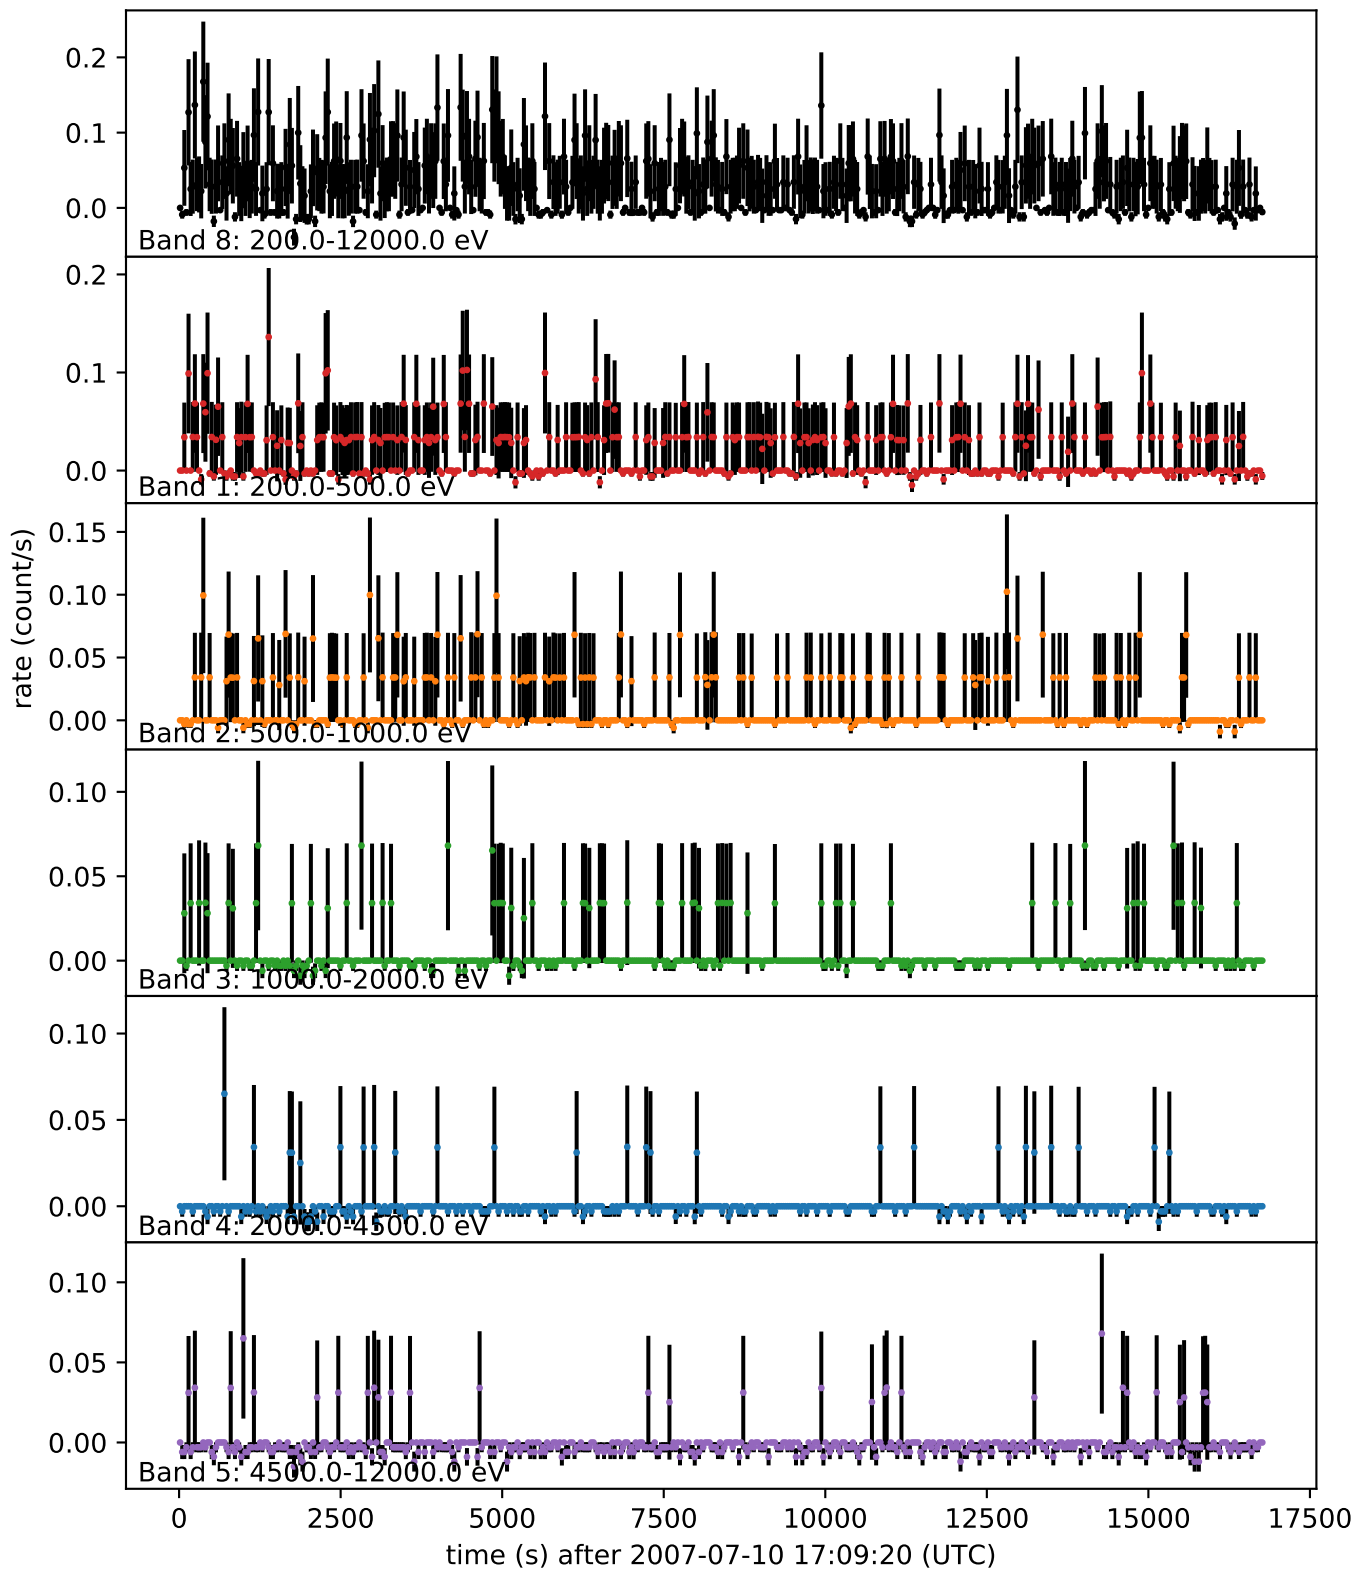 0.2
0.1
0.0
Band 8: 200.0-12000.0 eV
0.2
0.1
0.0
Band 1: 200.0-500.0 eV
0.15
0.10
0.05
0.00
Band 2: 500.0-1000.0 eV
rate (count/s)
0.10
0.05
0.00
Band 3: 1000.0-2000.0 eV
0.10
0.05
0.00
Band 4: 2000.0-4500.0 eV
0.10
0.05
0.00
Band 5: 4500.0-12000.0 eV
0 2500 5000 7500 10000 12500 15000 17500
time (s) after 2007-07-10 17:09:20 (UTC)